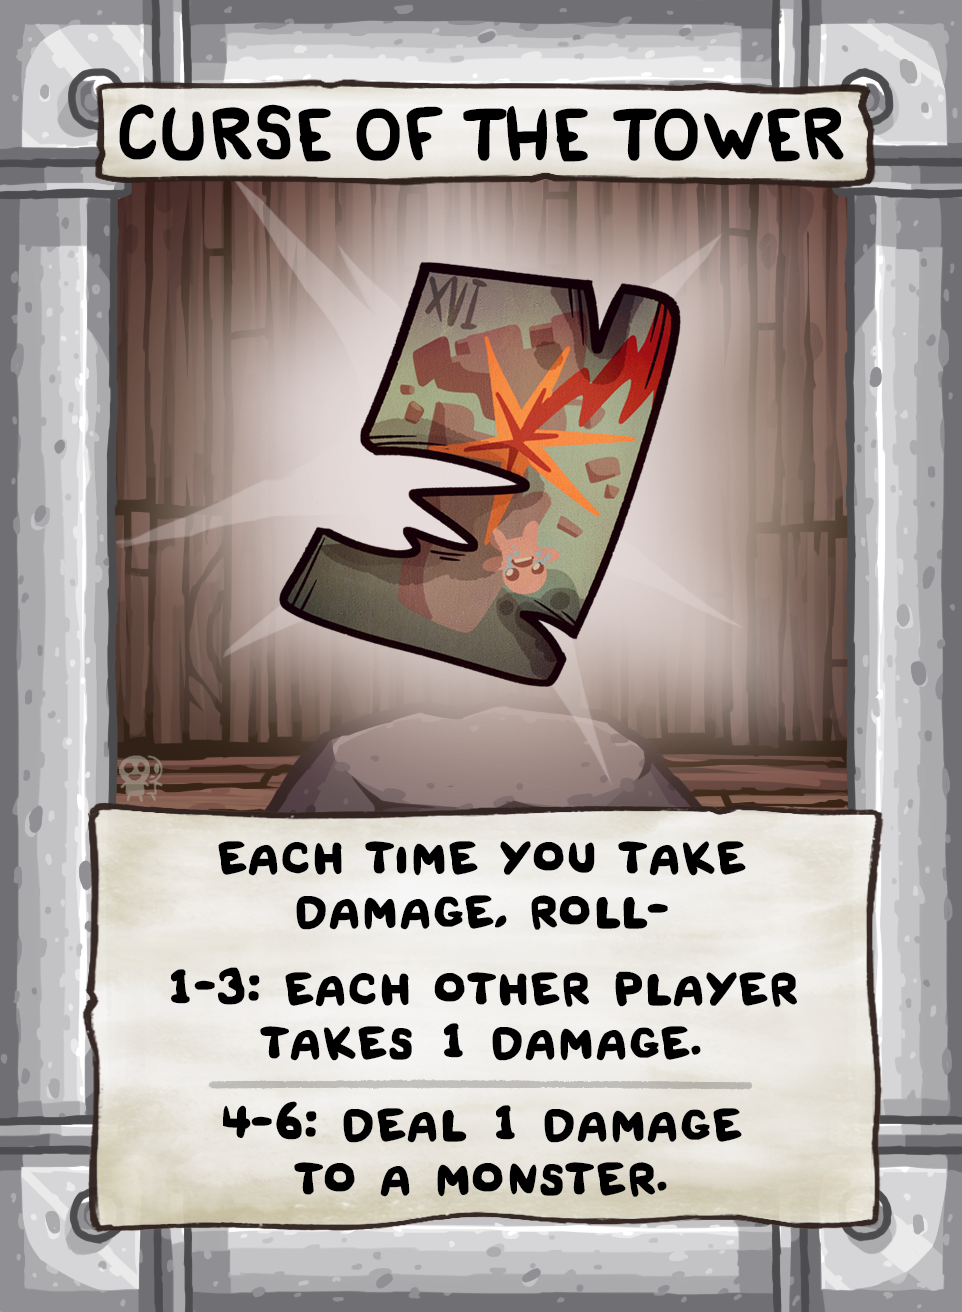 CURSE OF THE TOWER
XVI
EACH TIME YOU TAKE
DAMAGE, ROLL-
1-3: EACH OTHER PLAYER
TAKES 1 DAMAGE.
4-6: DEAL 1 DAMAGE
TO A MONSTER.